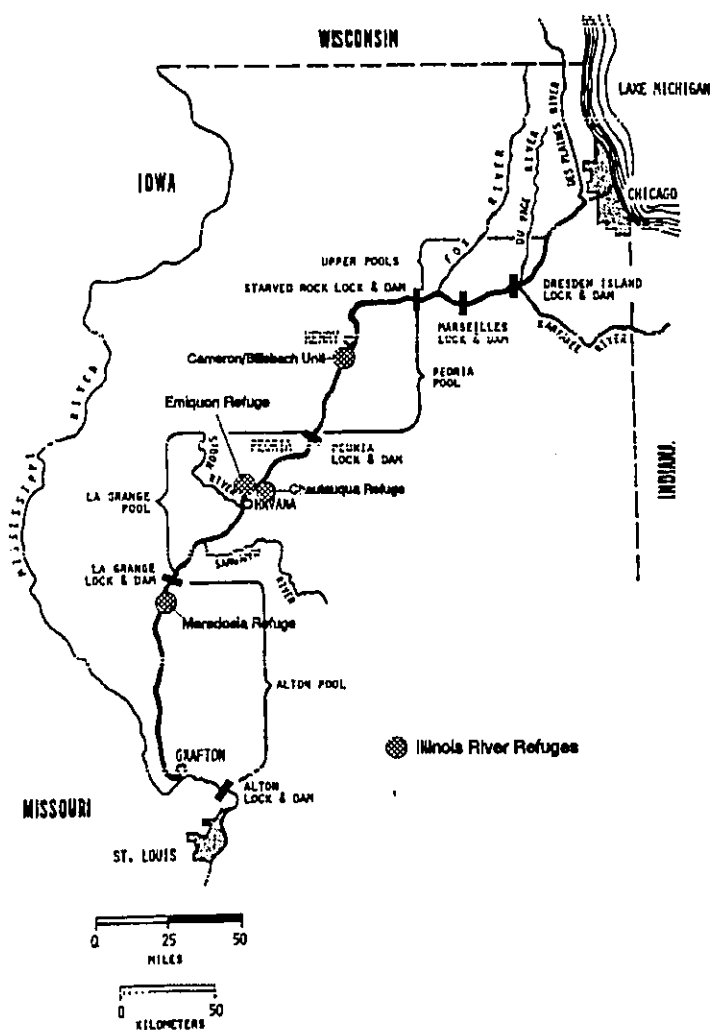 WISCONSIN
LAKE MICHIGAN
IOWA
CHICAGO
FOX RIVER
DU PAGE RIVER
DES PLAINES RIVER
UPPER POOLS
STARVED ROCK LOCK & DAM
DRESDEN ISLAND
LOCK & DAM
MARSEILLES
LOCK & DAM
KANKAKEE
RIVER
HENRY
Cameron/Billsbach Unit
PEORIA
POOL
Emiquon Refuge
MISSISSIPPI RIVER
PEORIA
PEORIA
LOCK & DAM
RIVER
LA GRANGE
POOL
Chautauqua Refuge
HAVANA
INDIANA
LA GRANGE
LOCK & DAM
RIVER
Meredosia Refuge
ALTON POOL
Illinois River Refuges
GRAFTON
MISSOURI
ALTON
LOCK & DAM
ST. LOUIS
0 25 50
MILES
0 50
KILOMETERS